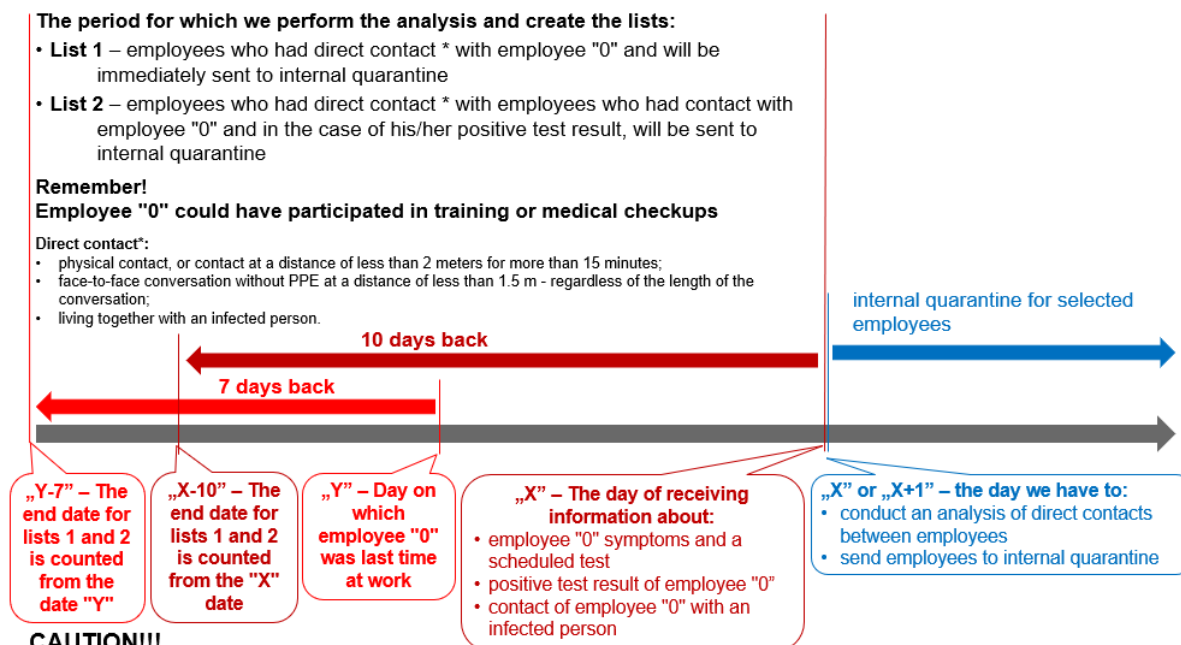 The period for which we perform the analysis and create the lists:
• List 1 – employees who had direct contact * with employee "0" and will be
immediately sent to internal quarantine
• List 2 – employees who had direct contact * with employees who had contact with
employee "0" and in the case of his/her positive test result, will be sent to
internal quarantine
Remember!
Employee "0" could have participated in training or medical checkups
Direct contact*:
• physical contact, or contact at a distance of less than 2 meters for more than 15 minutes;
• face-to-face conversation without PPE at a distance of less than 1.5 m - regardless of the length of the
conversation;
• living together with an infected person.
internal quarantine for selected
employees
10 days back
7 days back
„Y-7” – The
end date for
lists 1 and 2
is counted
from the
date "Y"
„X-10” – The
end date for
lists 1 and 2
is counted
from the "X"
date
„Y” – Day on
which
employee "0"
was last time
at work
„X” – The day of receiving
information about:
• employee "0" symptoms and a
scheduled test
• positive test result of employee "0”
• contact of employee "0" with an
infected person
„X” or „X+1” – the day we have to:
• conduct an analysis of direct contacts
between employees
• send employees to internal quarantine
CAUTION!!!